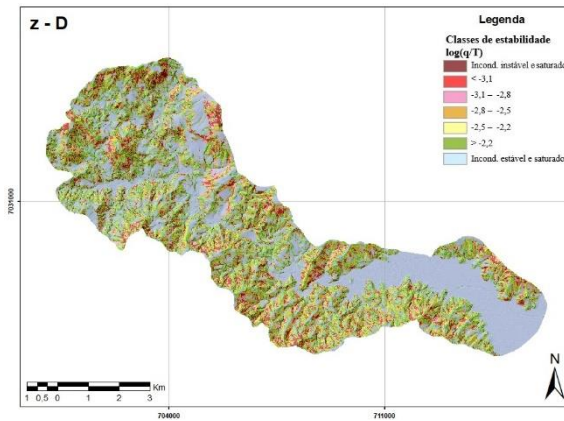 z - D
Legenda
Classes de estabilidade
log(q/T)
Incond. instável e saturado
< -3,1
-3,1 – -2,8
-2,8 – -2,5
-2,5 – -2,2
> -2,2
Incond. estável e saturado
7031000
N
Km
1 0,5 0 1 2 3
704000
711000